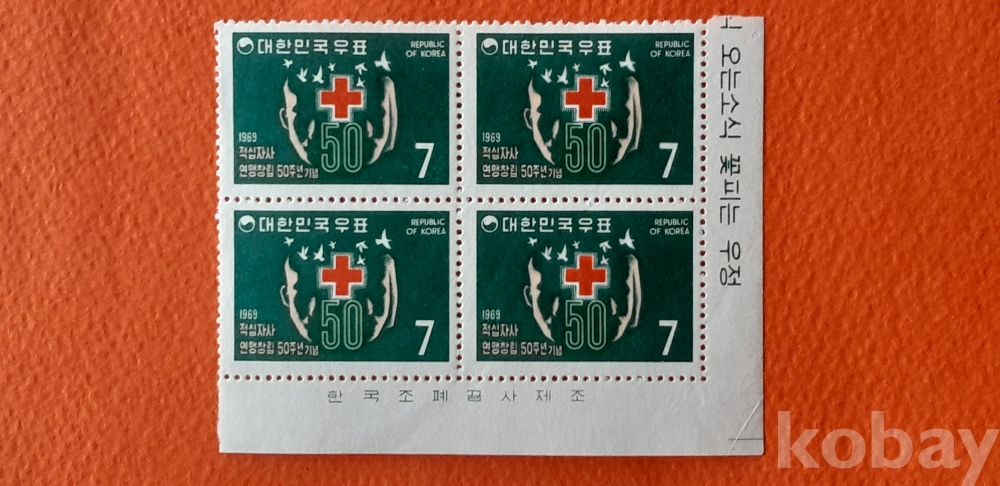 대한민국우표
REPUBLIC
OF KOREA
1969
적십자사
연맹창립 50주년기념
50
7
대한민국우표
REPUBLIC
OF KOREA
1969
적십자사
연맹창립 50주년기념
50
7
대한민국우표
REPUBLIC
OF KOREA
1969
적십자사
연맹창립 50주년기념
50
7
대한민국우표
REPUBLIC
OF KOREA
1969
적십자사
연맹창립 50주년기념
50
7
오는소식 꽃피는 우정
한국조폐공사제조
kobay